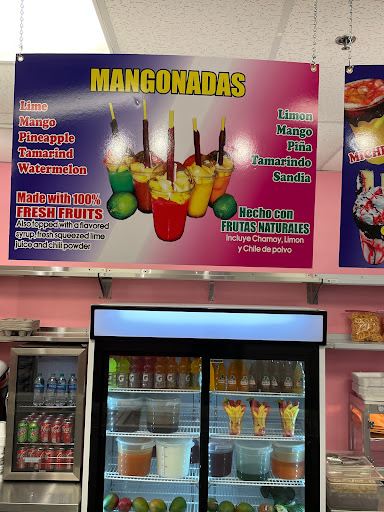 MANGONADAS
Lime
Mango
Pineapple
Tamarind
Watermelon
Made with 100%
FRESH FRUITS
Also topped with a flavored
syrup, fresh squeezed lime
juice and chili powder
Limon
Mango
Piña
Tamarindo
Sandia
Hecho con
FRUTAS NATURALES
Incluye Chamoy, Limon
y Chile de polvo